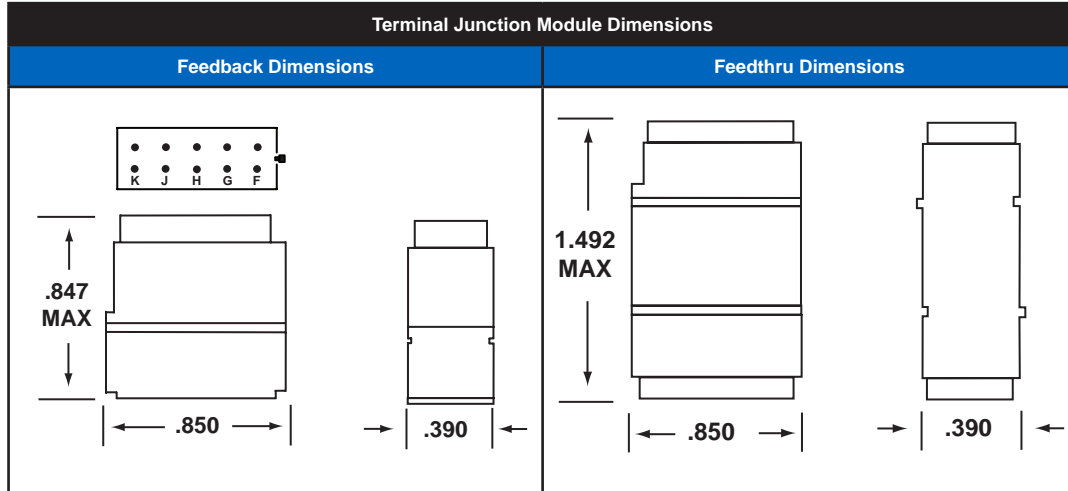 Terminal Junction Module Dimensions
Feedback Dimensions
Feedthru Dimensions
K J H G F
.847
MAX
.850
.390
1.492
MAX
.850
.390